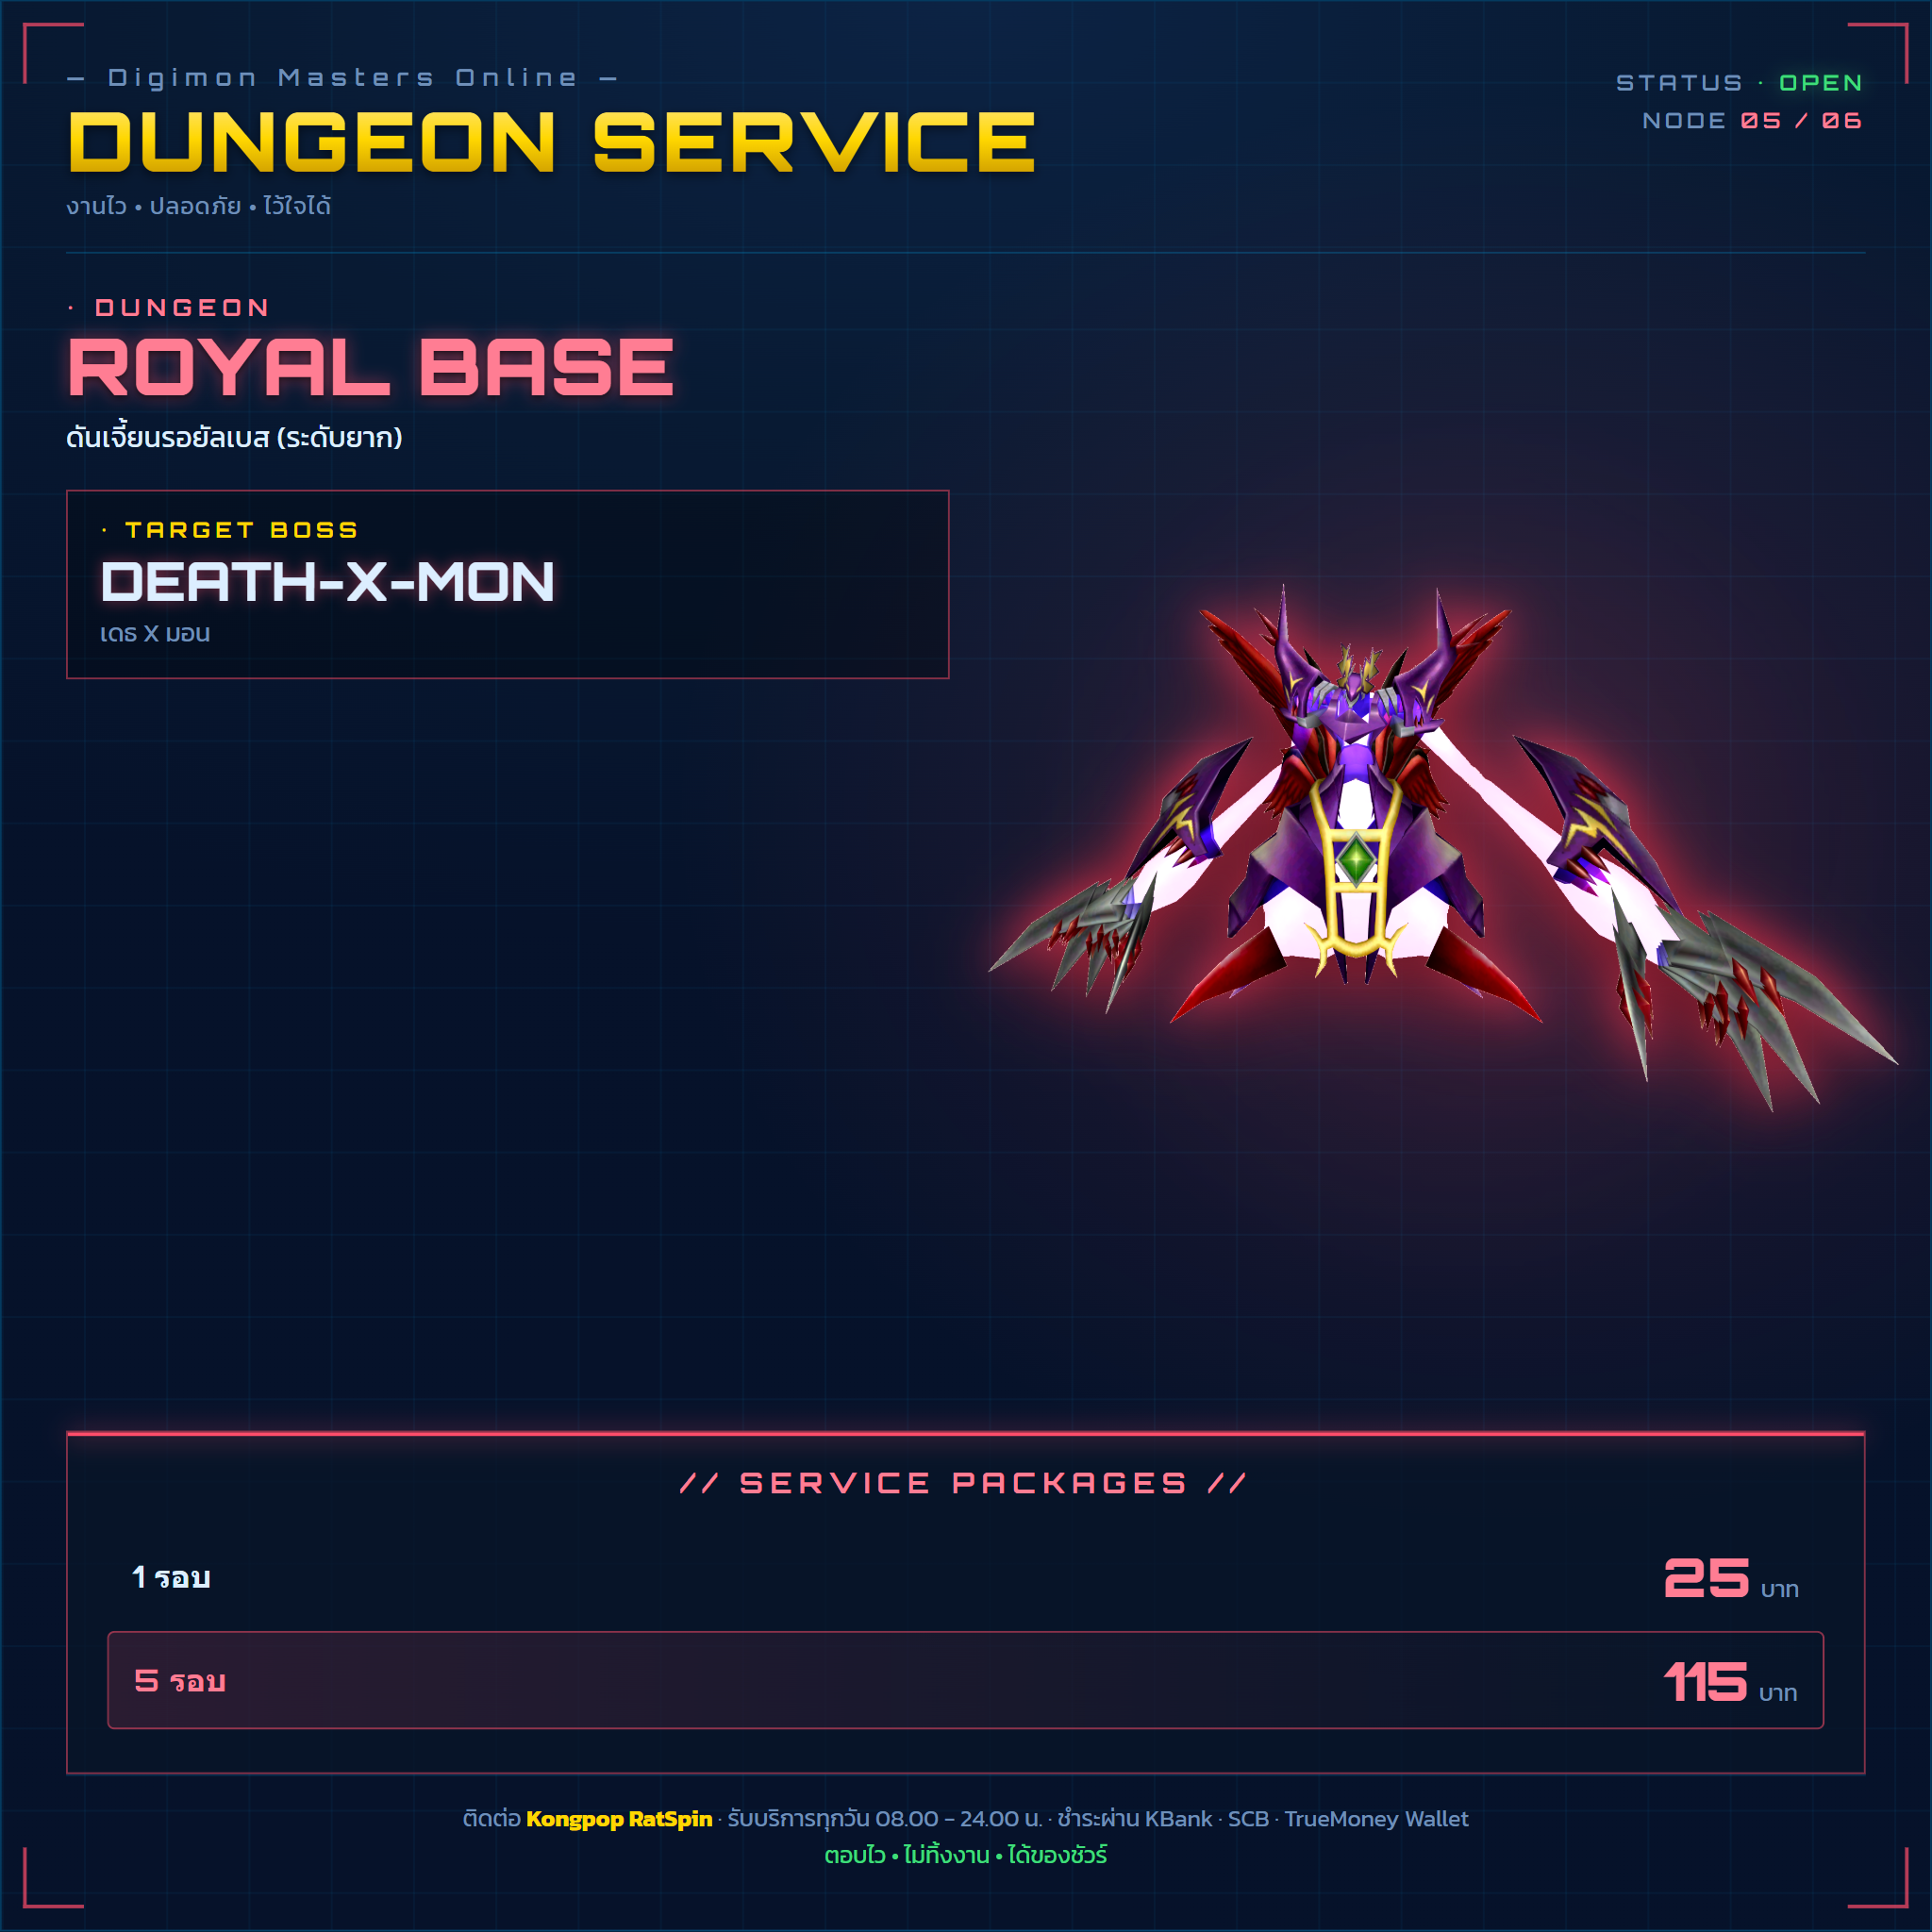 – Digimon Masters Online –
DUNGEON SERVICE
งานไว • ปลอดภัย • ไว้ใจได้
STATUS · OPEN
NODE 05 / 06
· DUNGEON
ROYAL BASE
ดันเจี้ยนรอยัลเบส (ระดับยาก)
· TARGET BOSS
DEATH-X-MON
เดธ X มอน
// SERVICE PACKAGES //
1 รอบ 25 บาท
5 รอบ 115 บาท
ติดต่อ Kongpop RatSpin · รับบริการทุกวัน 08.00 – 24.00 น. · ชำระผ่าน KBank · SCB · TrueMoney Wallet
ตอบไว • ไม่ทิ้งงาน • ได้ของชัวร์